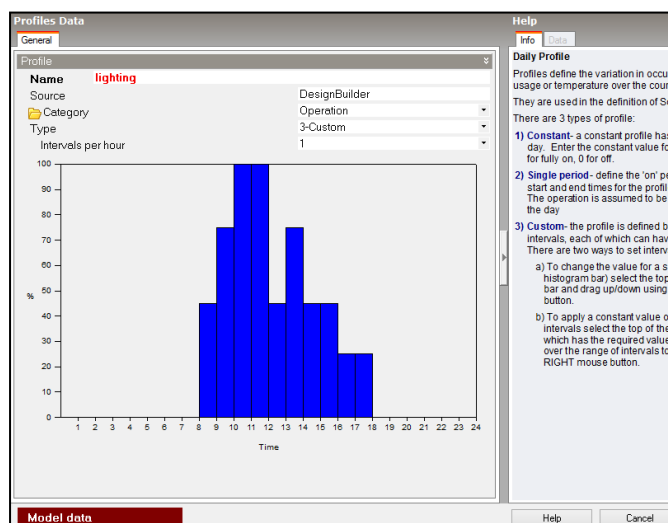 Profiles Data
General
Profile
Name lighting
Source DesignBuilder
Category Operation
Type 3-Custom
Intervals per hour 1
100
90
80
70
60
50
%
40
30
20
10
0
1 2 3 4 5 6 7 8 9 10 11 12 13 14 15 16 17 18 19 20 21 22 23 24
Time
Model data
Help
Info Data
Daily Profile
Profiles define the variation in occu
usage or temperature over the cour
They are used in the definition of Se
There are 3 types of profile:
1) Constant- a constant profile has
day. Enter the constant value fo
for fully on, 0 for off.
2) Single period- define the 'on' pe
start and end times for the profil
The operation is assumed to be
the day
3) Custom- the profile is defined b
intervals, each of which can hav
There are two ways to set interv
a) To change the value for a s
histogram bar) select the top
bar and drag up/down using
button.
b) To apply a constant value o
intervals select the top of the
which has the required value
over the range of intervals to
RIGHT mouse button.
Help Cancel